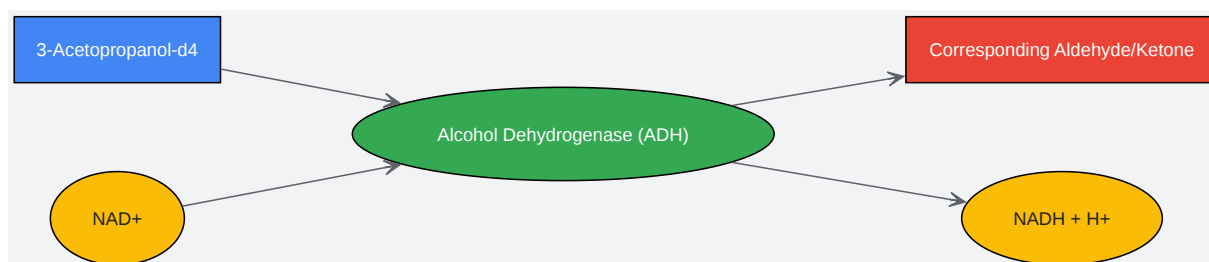 3-Acetopropanol-d4
Corresponding Aldehyde/Ketone
Alcohol Dehydrogenase (ADH)
NAD+
NADH + H+